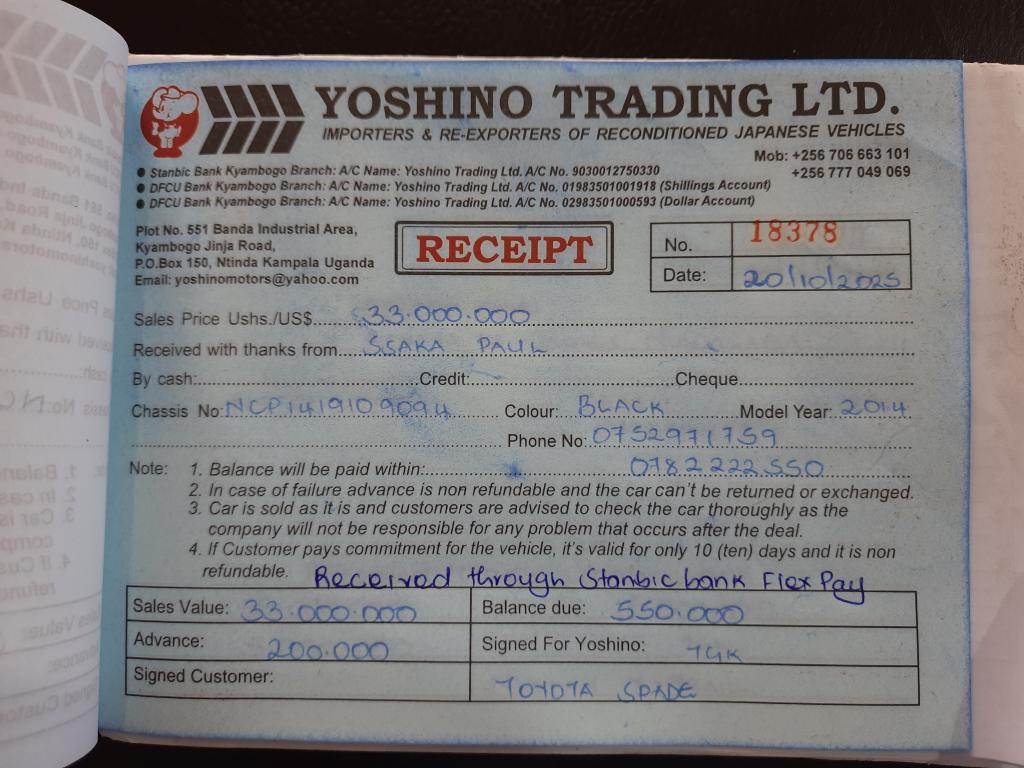 YOSHINO TRADING LTD.
IMPORTERS & RE-EXPORTERS OF RECONDITIONED JAPANESE VEHICLES
Mob: +256 706 663 101
+256 777 049 069
● Stanbic Bank Kyambogo Branch: A/C Name: Yoshino Trading Ltd. A/C No. 9030012750330
● DFCU Bank Kyambogo Branch: A/C Name: Yoshino Trading Ltd. A/C No. 01983501001918 (Shillings Account)
● DFCU Bank Kyambogo Branch: A/C Name: Yoshino Trading Ltd. A/C No. 02983501000593 (Dollar Account)
Plot No. 551 Banda Industrial Area,
Kyambogo Jinja Road,
P.O.Box 150, Ntinda Kampala Uganda
Email: yoshinomotors@yahoo.com
RECEIPT
No. 18378
Date: 20/10/2025
Sales Price Ushs./US$ 33.000.000
Received with thanks from SSAKA PAUL
By cash: Credit: Cheque
Chassis No: NCP1419109094 Colour: BLACK Model Year: 2014
Phone No: 0752971759
Note: 1. Balance will be paid within: 0782222550
2. In case of failure advance is non refundable and the car can't be returned or exchanged.
3. Car is sold as it is and customers are advised to check the car thoroughly as the
company will not be responsible for any problem that occurs after the deal.
4. If Customer pays commitment for the vehicle, it's valid for only 10 (ten) days and it is non
refundable. Received through Stanbic bank Flex Pay
Sales Value: 33.000.000 Balance due: 550.000
Advance: 200.000 Signed For Yoshino:
Signed Customer: TOYOTA SPADE